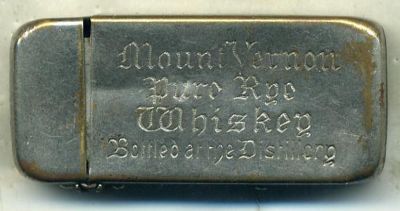 Mount Vernon
Pure Rye
Whiskey
Bottled at the Distillery